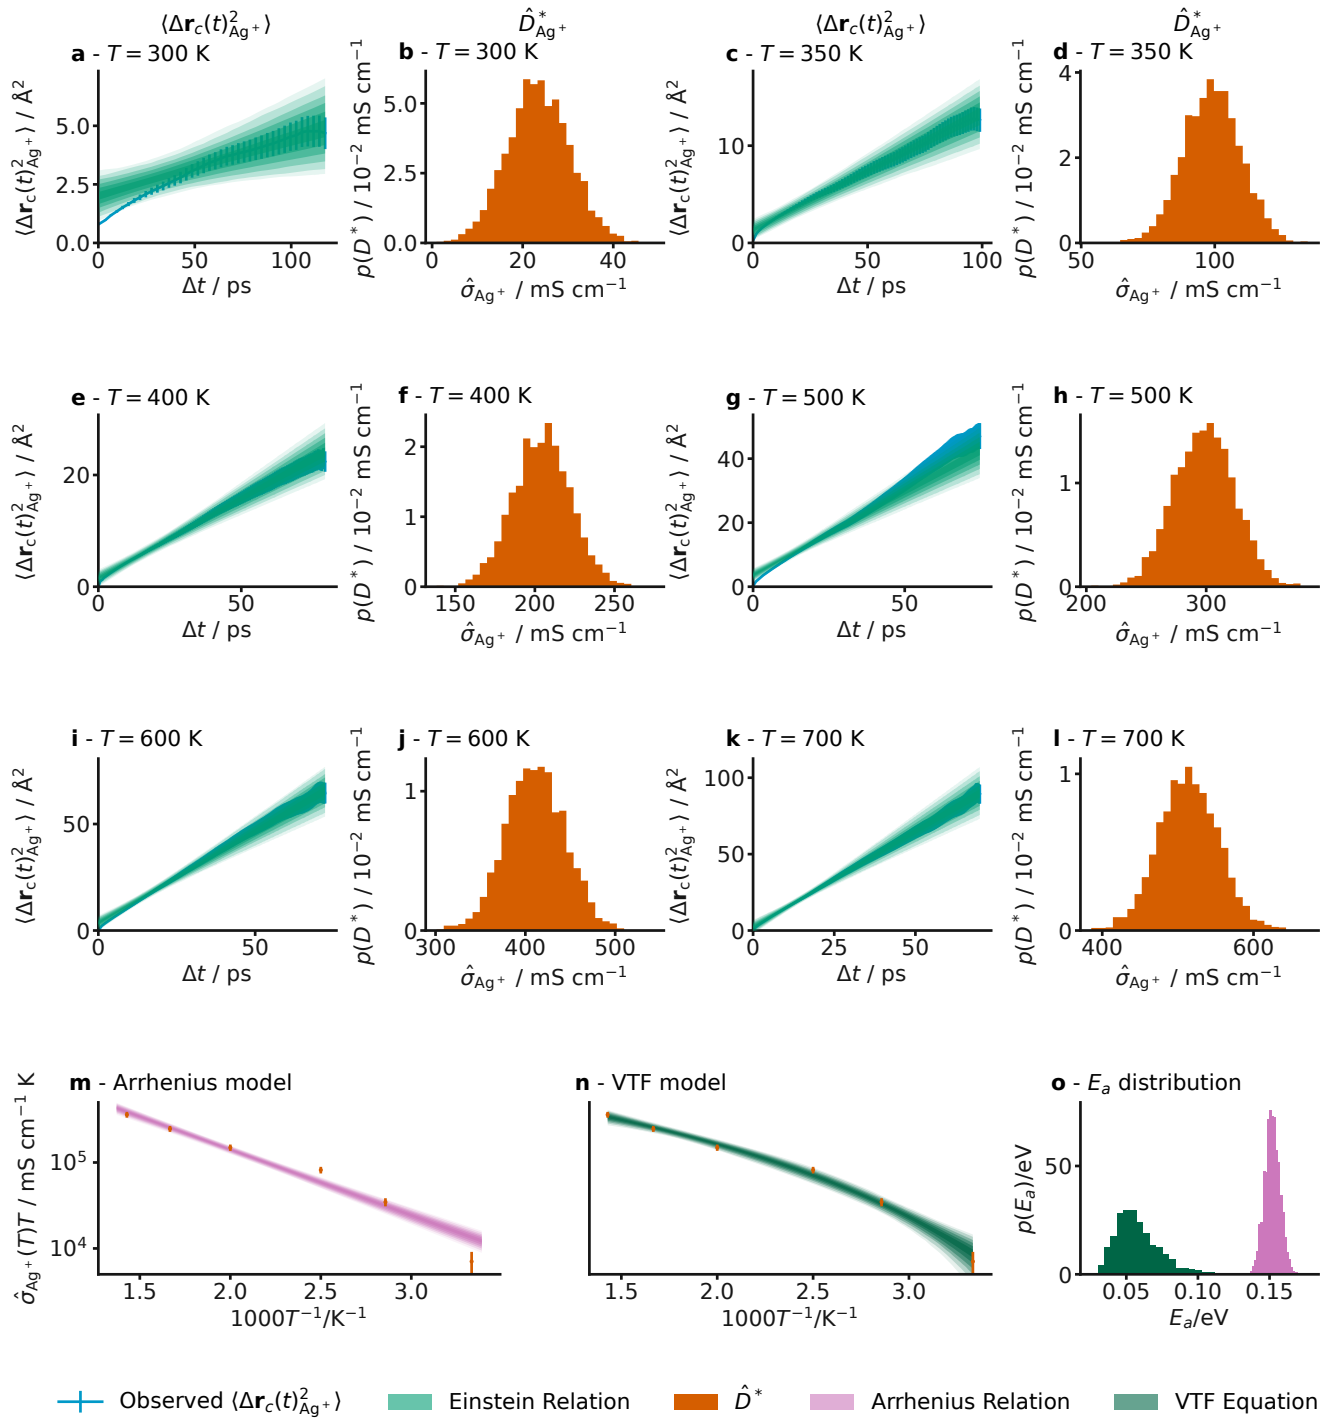 ⟨Δr_c(t)²_Ag⁺⟩ D̂*_Ag⁺ ⟨Δr_c(t)²_Ag⁺⟩ D̂*_Ag⁺
a - T = 300 K
⟨Δr_c(t)²_Ag⁺⟩ / Å²
5.0
2.5
0.0
0 50 100
Δt / ps
b - T = 300 K
p(D*) / 10⁻² mS cm⁻¹
5.0
2.5
0.0
0 20 40
σ̂_Ag⁺ / mS cm⁻¹
c - T = 350 K
⟨Δr_c(t)²_Ag⁺⟩ / Å²
10
0
0 50 100
Δt / ps
d - T = 350 K
p(D*) / 10⁻² mS cm⁻¹
4
2
0
50 100
σ̂_Ag⁺ / mS cm⁻¹
e - T = 400 K
⟨Δr_c(t)²_Ag⁺⟩ / Å²
20
0
0 50
Δt / ps
f - T = 400 K
p(D*) / 10⁻² mS cm⁻¹
2
1
0
150 200 250
σ̂_Ag⁺ / mS cm⁻¹
g - T = 500 K
⟨Δr_c(t)²_Ag⁺⟩ / Å²
40
20
0
0 50
Δt / ps
h - T = 500 K
p(D*) / 10⁻² mS cm⁻¹
1
0
200 300
σ̂_Ag⁺ / mS cm⁻¹
i - T = 600 K
⟨Δr_c(t)²_Ag⁺⟩ / Å²
50
0
0 50
Δt / ps
j - T = 600 K
p(D*) / 10⁻² mS cm⁻¹
1
0
300 400 500
σ̂_Ag⁺ / mS cm⁻¹
k - T = 700 K
⟨Δr_c(t)²_Ag⁺⟩ / Å²
100
50
0
0 25 50
Δt / ps
l - T = 700 K
p(D*) / 10⁻² mS cm⁻¹
1
0
400 600
σ̂_Ag⁺ / mS cm⁻¹
m - Arrhenius model
σ̂_Ag⁺(T)T / mS cm⁻¹ K
10⁵
10⁴
1.5 2.0 2.5 3.0
1000T⁻¹/K⁻¹
n - VTF model
1.5 2.0 2.5 3.0
1000T⁻¹/K⁻¹
o - E_a distribution
p(E_a)/eV
50
0
0.05 0.10 0.15
E_a/eV
Observed ⟨Δr_c(t)²_Ag⁺⟩ Einstein Relation D̂* Arrhenius Relation VTF Equation